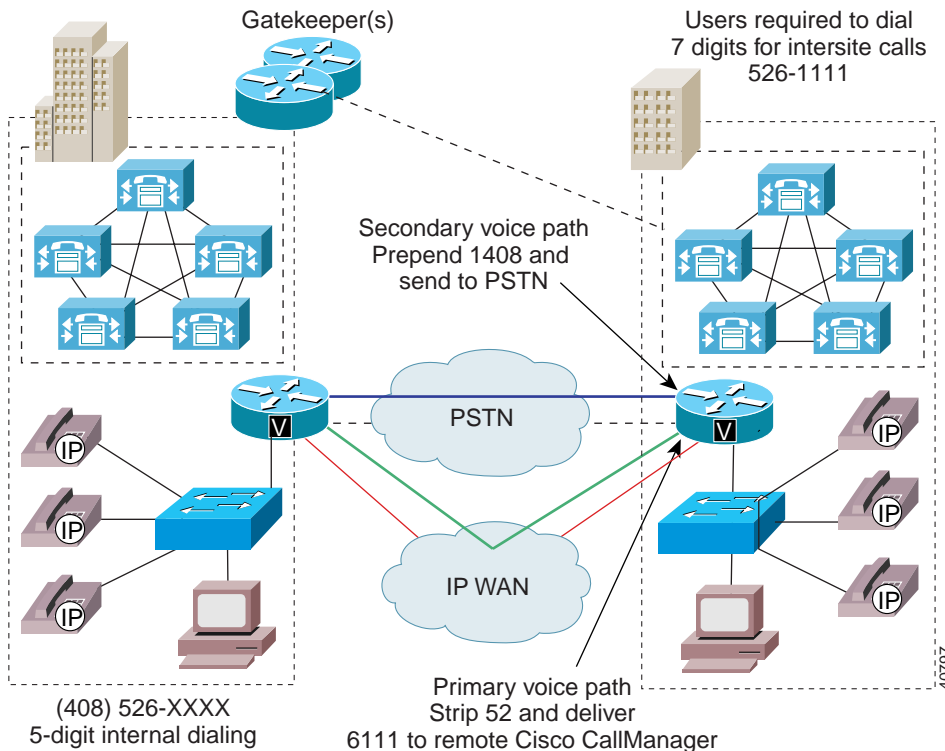 Gatekeeper(s)
Users required to dial
7 digits for intersite calls
526-1111
Secondary voice path
Prepend 1408 and
send to PSTN
PSTN
V
V
IP
IP
IP
IP
IP
IP
IP WAN
(408) 526-XXXX
5-digit internal dialing
Primary voice path
Strip 52 and deliver
6111 to remote Cisco CallManager
40797